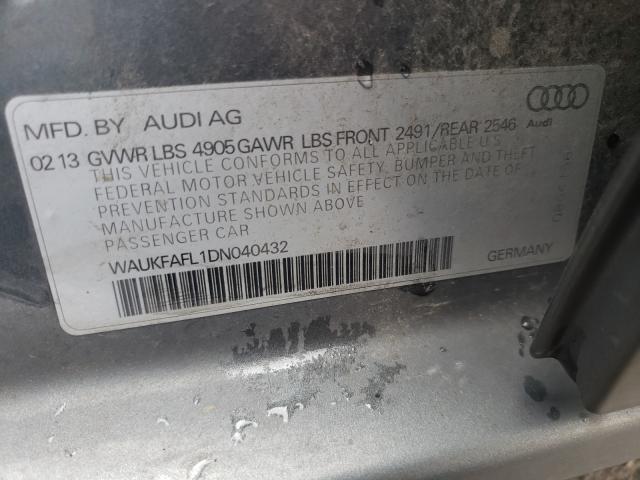 MFD. BY AUDI AG
Audi
02 13 GVWR LBS 4905 GAWR LBS FRONT 2491/REAR 2546
THIS VEHICLE CONFORMS TO ALL APPLICABLE U.S.
FEDERAL MOTOR VEHICLE SAFETY, BUMPER AND THEFT
PREVENTION STANDARDS IN EFFECT ON THE DATE OF
MANUFACTURE SHOWN ABOVE
PASSENGER CAR
WAUKFAFL1DN040432
GERMANY